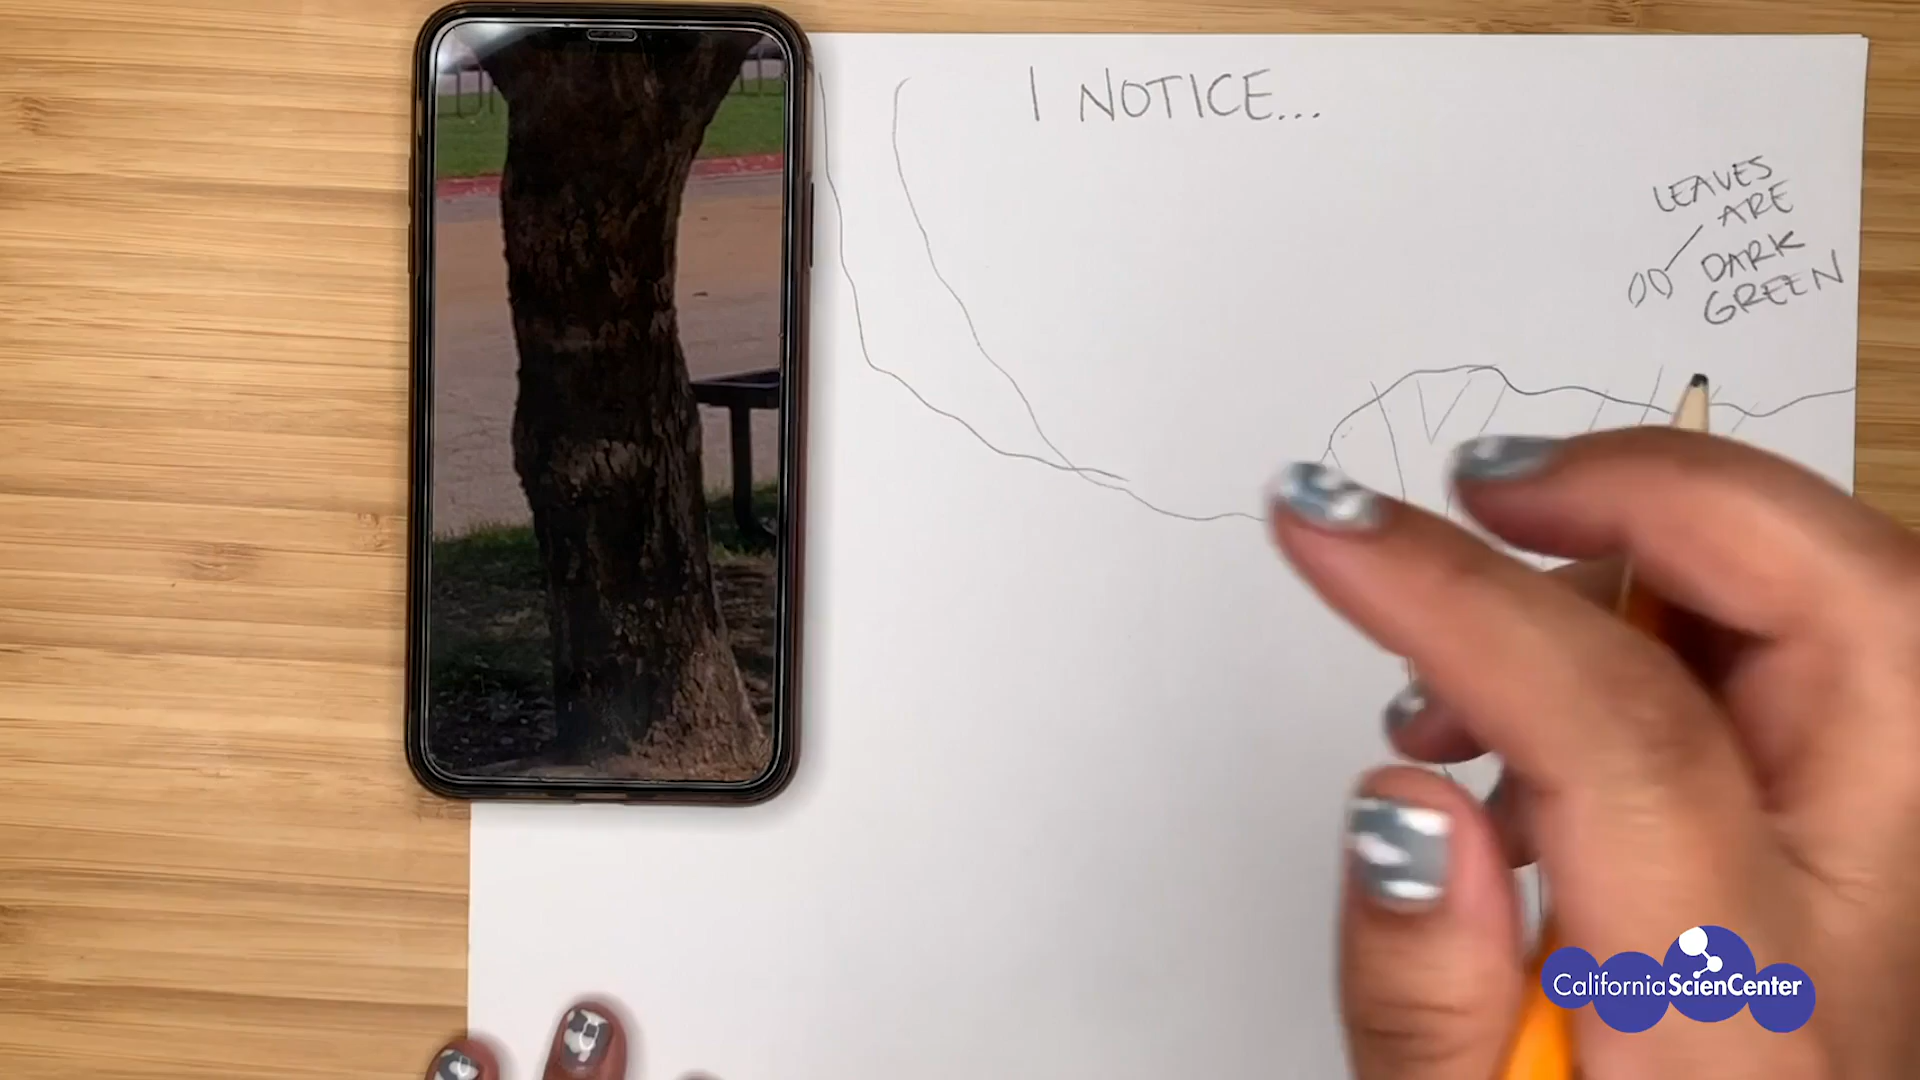 I NOTICE...
LEAVES
ARE
DARK
GREEN
California ScienCenter